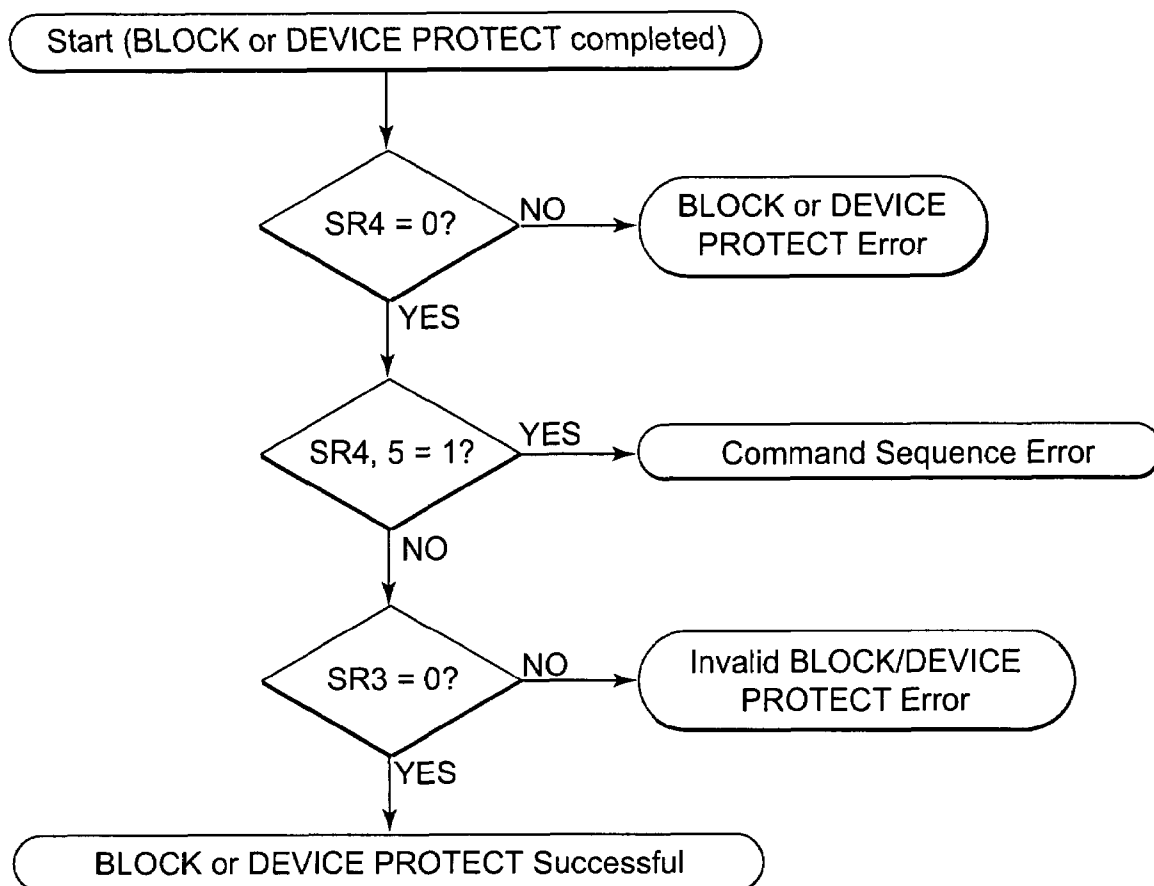 Start (BLOCK or DEVICE PROTECT completed)
SR4 = 0?
NO
BLOCK or DEVICE
PROTECT Error
YES
SR4, 5 = 1?
YES
Command Sequence Error
NO
SR3 = 0?
NO
Invalid BLOCK/DEVICE
PROTECT Error
YES
BLOCK or DEVICE PROTECT Successful